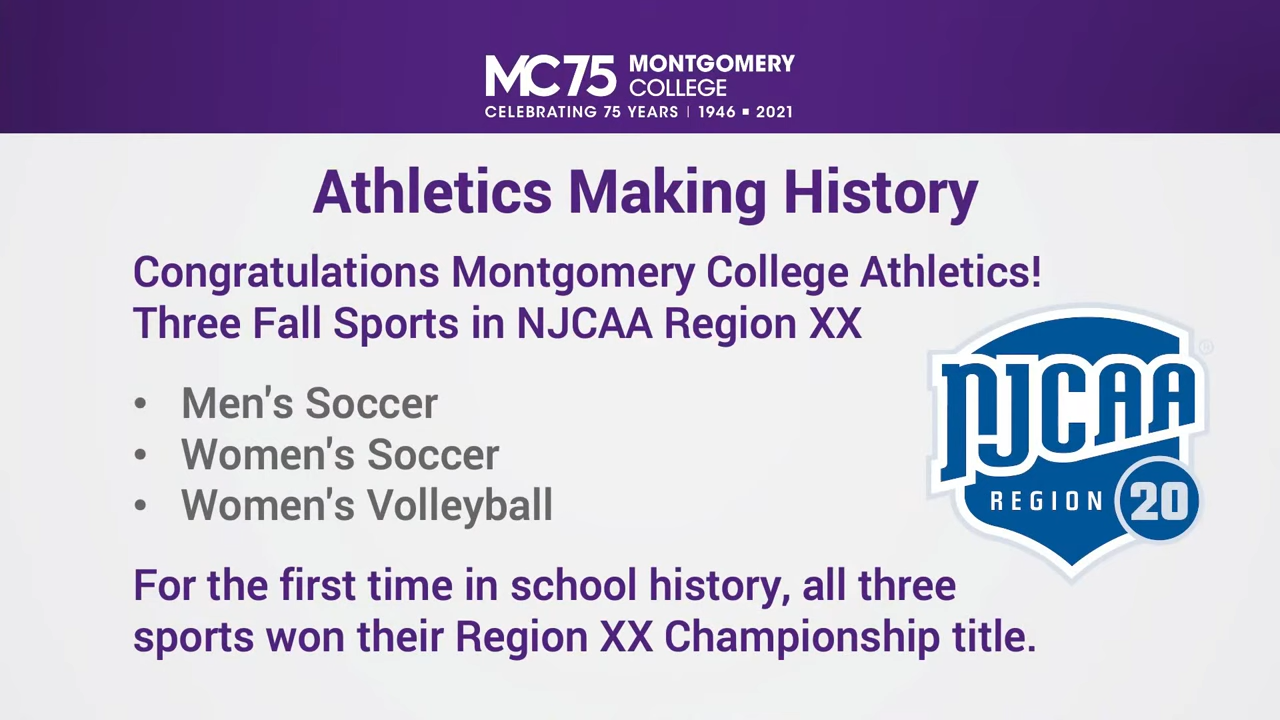 MC75 MONTGOMERY
COLLEGE
CELEBRATING 75 YEARS | 1946 ▪ 2021
Athletics Making History
Congratulations Montgomery College Athletics!
Three Fall Sports in NJCAA Region XX
• Men's Soccer
• Women's Soccer
• Women's Volleyball
NJCAA ®
REGION 20
For the first time in school history, all three
sports won their Region XX Championship title.